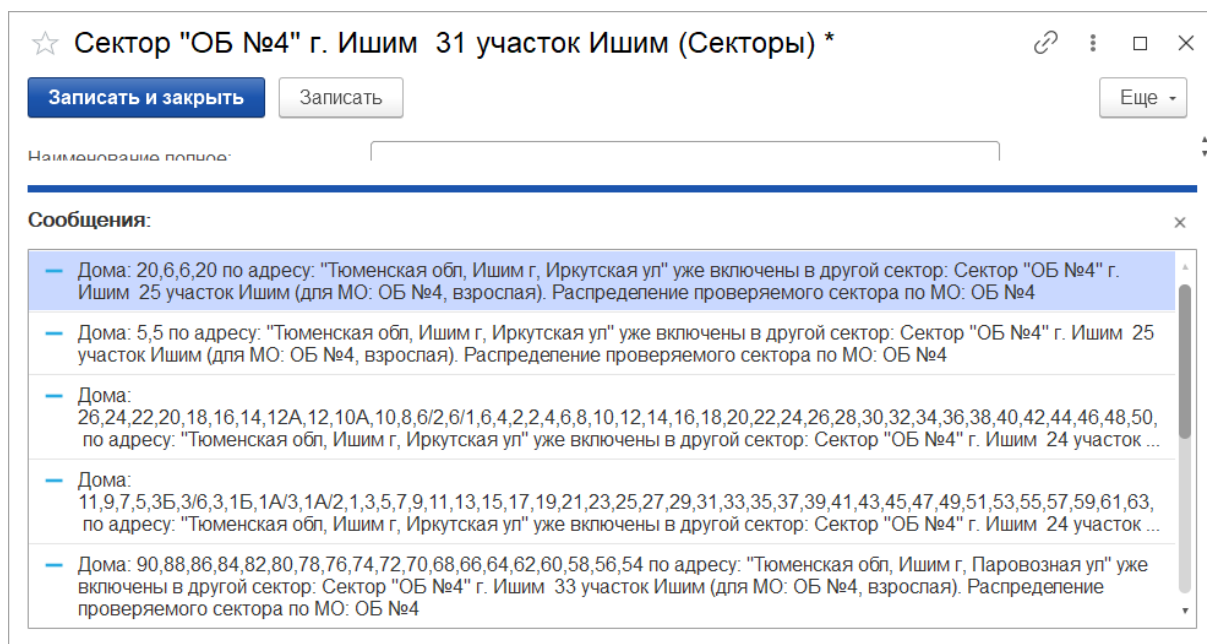 Сектор "ОБ №4" г. Ишим  31 участок Ишим (Секторы) *
Записать и закрыть
Записать
Еще
Наименование полное:
Сообщения:
Дома: 20,6,6,20 по адресу: "Тюменская обл, Ишим г, Иркутская ул" уже включены в другой сектор: Сектор "ОБ №4" г.
Ишим  25 участок Ишим (для МО: ОБ №4, взрослая). Распределение проверяемого сектора по МО: ОБ №4
Дома: 5,5 по адресу: "Тюменская обл, Ишим г, Иркутская ул" уже включены в другой сектор: Сектор "ОБ №4" г. Ишим  25
участок Ишим (для МО: ОБ №4, взрослая). Распределение проверяемого сектора по МО: ОБ №4
Дома:
26,24,22,20,18,16,14,12А,12,10А,10,8,6/2,6/1,6,4,2,2,4,6,8,10,12,14,16,18,20,22,24,26,28,30,32,34,36,38,40,42,44,46,48,50,
по адресу: "Тюменская обл, Ишим г, Иркутская ул" уже включены в другой сектор: Сектор "ОБ №4" г. Ишим  24 участок ...
Дома:
11,9,7,5,3Б,3/6,3,1Б,1А/3,1А/2,1,3,5,7,9,11,13,15,17,19,21,23,25,27,29,31,33,35,37,39,41,43,45,47,49,51,53,55,57,59,61,63,
по адресу: "Тюменская обл, Ишим г, Иркутская ул" уже включены в другой сектор: Сектор "ОБ №4" г. Ишим  24 участок ...
Дома: 90,88,86,84,82,80,78,76,74,72,70,68,66,64,62,60,58,56,54 по адресу: "Тюменская обл, Ишим г, Паровозная ул" уже
включены в другой сектор: Сектор "ОБ №4" г. Ишим  33 участок Ишим (для МО: ОБ №4, взрослая). Распределение
проверяемого сектора по МО: ОБ №4